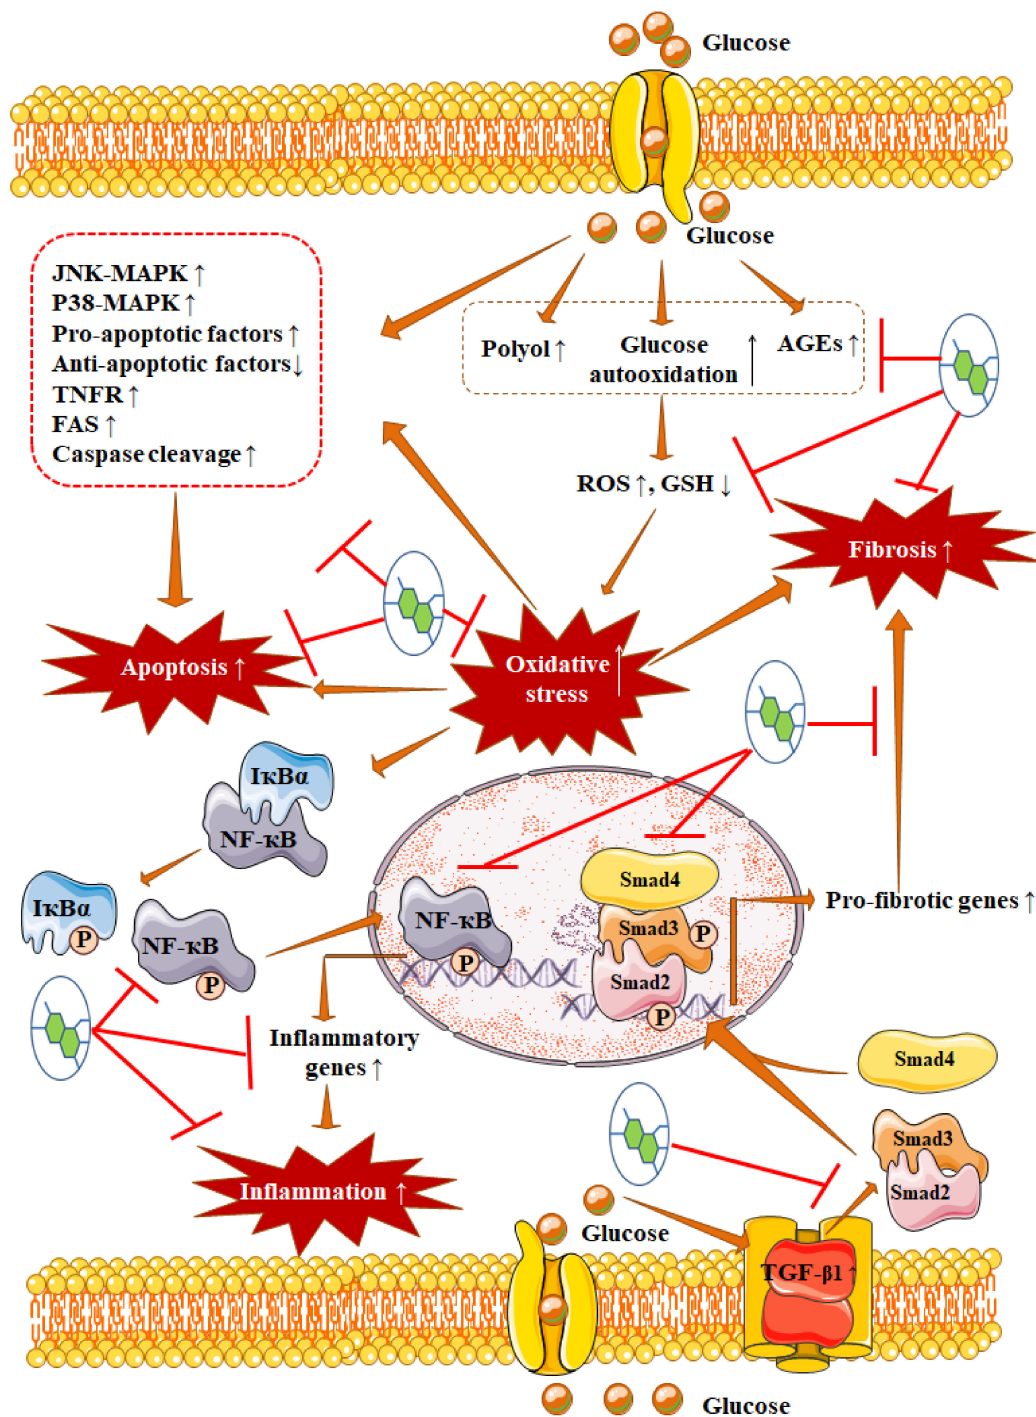 Glucose
Glucose
JNK-MAPK ↑
P38-MAPK ↑
Pro-apoptotic factors ↑
Anti-apoptotic factors↓
TNFR ↑
FAS ↑
Caspase cleavage ↑
Polyol ↑
Glucose
autooxidation ↑
AGEs ↑
ROS ↑, GSH ↓
Fibrosis ↑
Apoptosis ↑
Oxidative ↑
stress
IκBα
NF-κB
IκBα
P
NF-κB
P
NF-κB
P
Smad4
Smad3
P
Smad2
P
Pro-fibrotic genes ↑
Inflammatory
genes ↑
Smad4
Smad3
Smad2
Inflammation ↑
Glucose
TGF-β1 ↑
Glucose